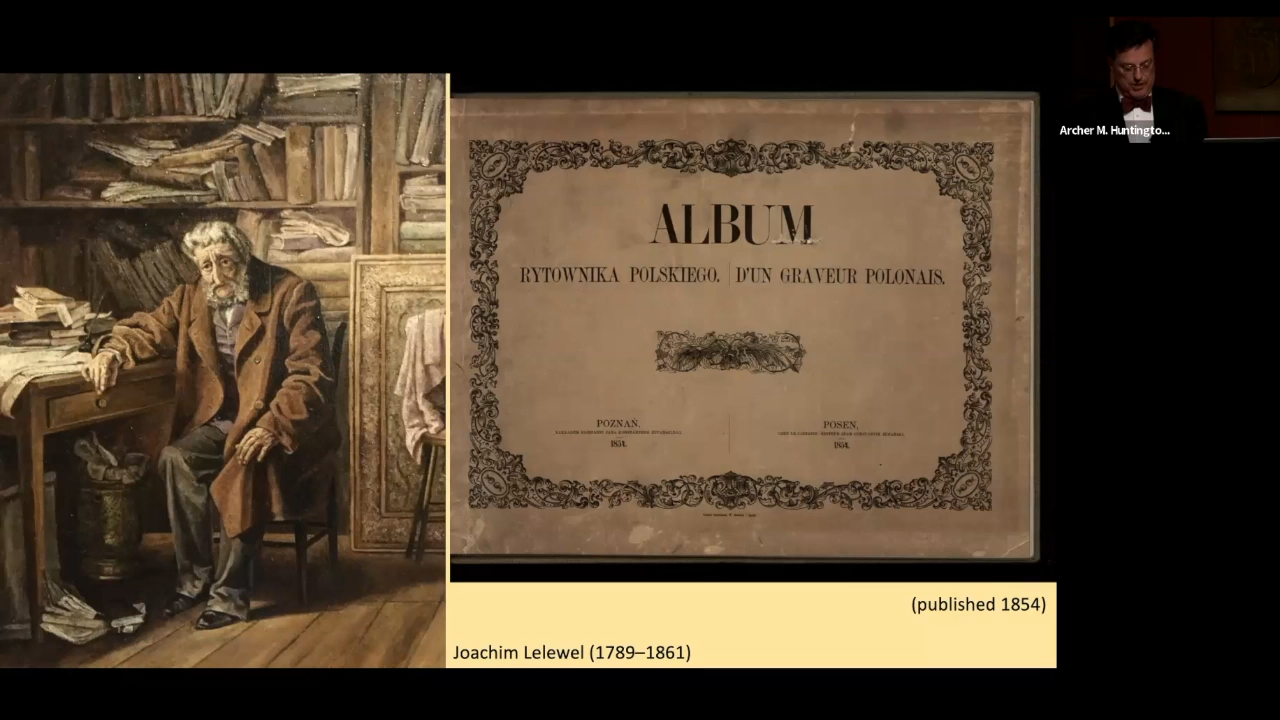 Archer M. Huntingto...
ALBUM
RYTOWNIKA POLSKIEGO. D'UN GRAVEUR POLONAIS.
POZNAŃ, POSEN,
1854. 1854.
(published 1854)
Joachim Lelewel (1789–1861)